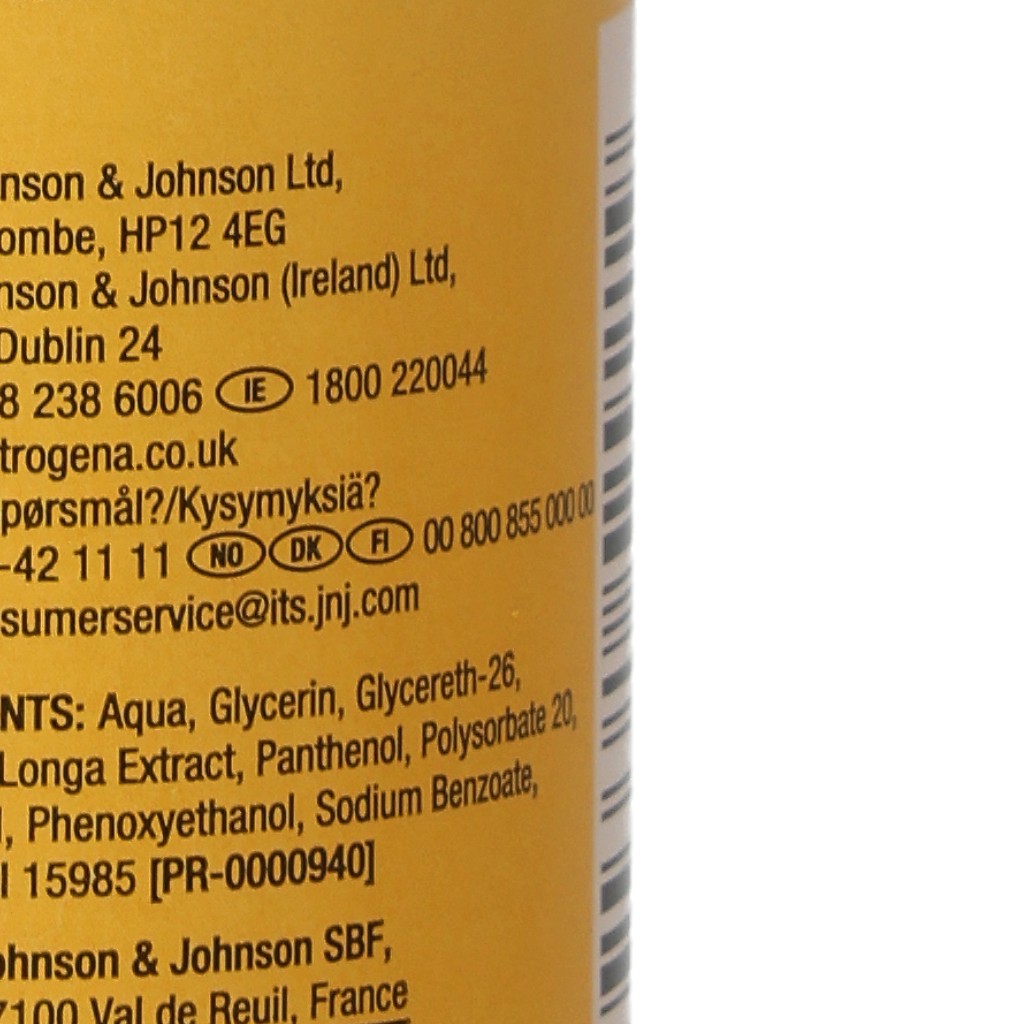 nson & Johnson Ltd,
ombe, HP12 4EG
nson & Johnson (Ireland) Ltd,
Dublin 24
8 238 6006 IE 1800 220044
trogena.co.uk
pørsmål?/Kysymyksiä?
-42 11 11 NO DK FI 00 800 855 000 00
sumerservice@its.jnj.com
NTS: Aqua, Glycerin, Glycereth-26,
Longa Extract, Panthenol, Polysorbate 20,
l, Phenoxyethanol, Sodium Benzoate,
I 15985 [PR-0000940]
ohnson & Johnson SBF,
7100 Val de Reuil, France